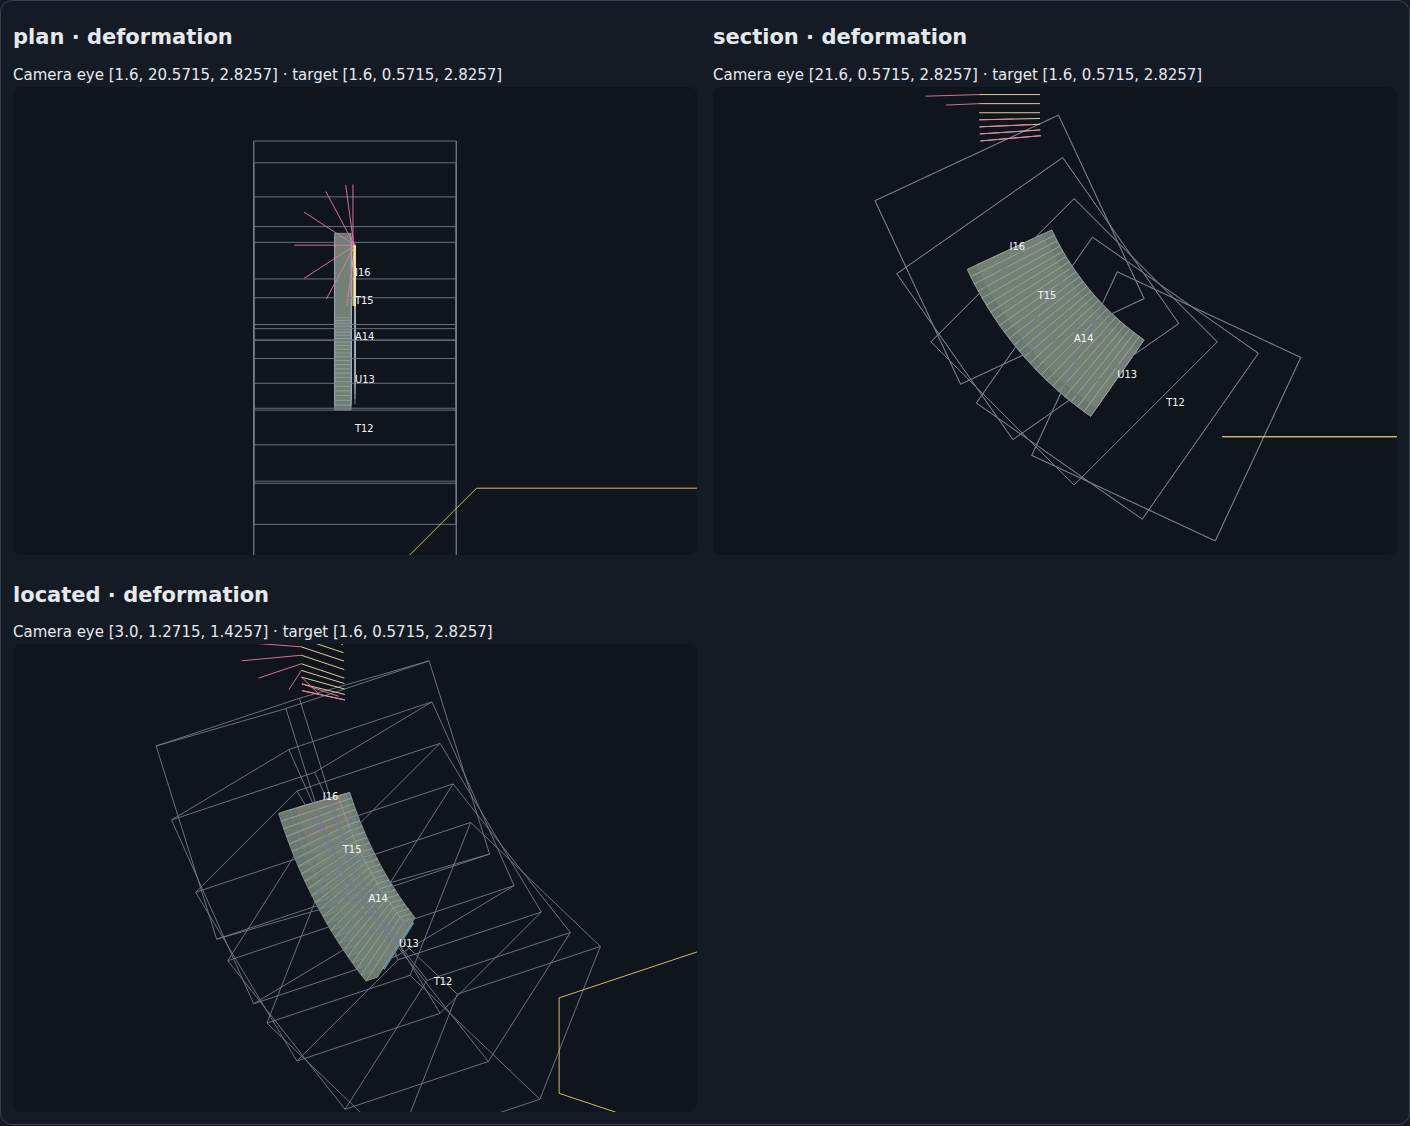 plan · deformation
Camera eye [1.6, 20.5715, 2.8257] · target [1.6, 0.5715, 2.8257]
I16
T15
A14
U13
T12
section · deformation
Camera eye [21.6, 0.5715, 2.8257] · target [1.6, 0.5715, 2.8257]
I16
T15
A14
U13
T12
located · deformation
Camera eye [3.0, 1.2715, 1.4257] · target [1.6, 0.5715, 2.8257]
I16
T15
A14
U13
T12